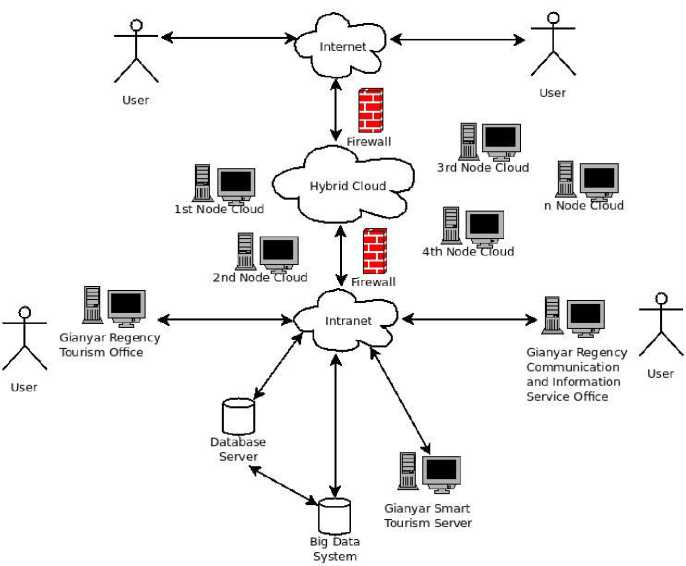 Internet
User
User
Firewall
3rd Node Cloud
Hybrid Cloud
1st Node Cloud
n Node Cloud
4th Node Cloud
2nd Node Cloud
Firewall
Intranet
Gianyar Regency
Tourism Office
User
Gianyar Regency
Communication
and Information
Service Office
User
Database
Server
Gianyar Smart
Tourism Server
Big Data
System